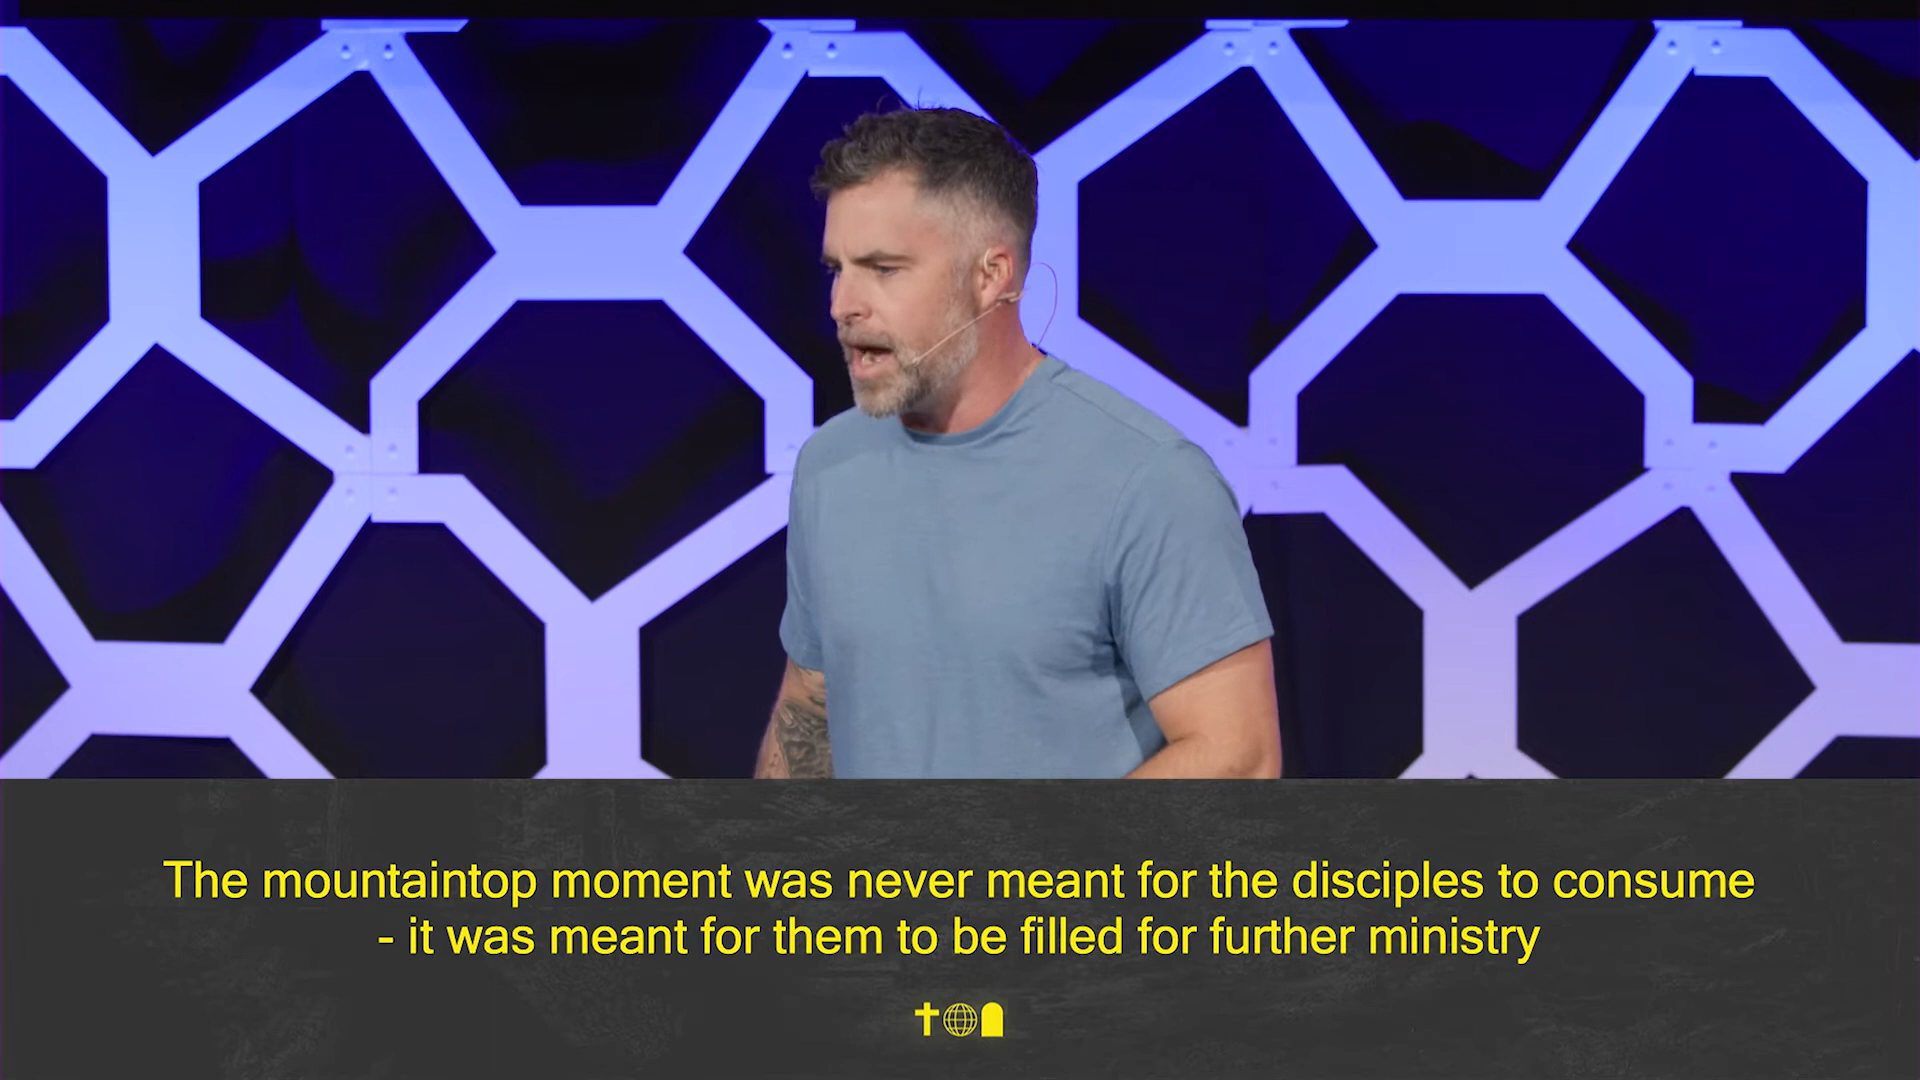 The mountaintop moment was never meant for the disciples to consume
- it was meant for them to be filled for further ministry